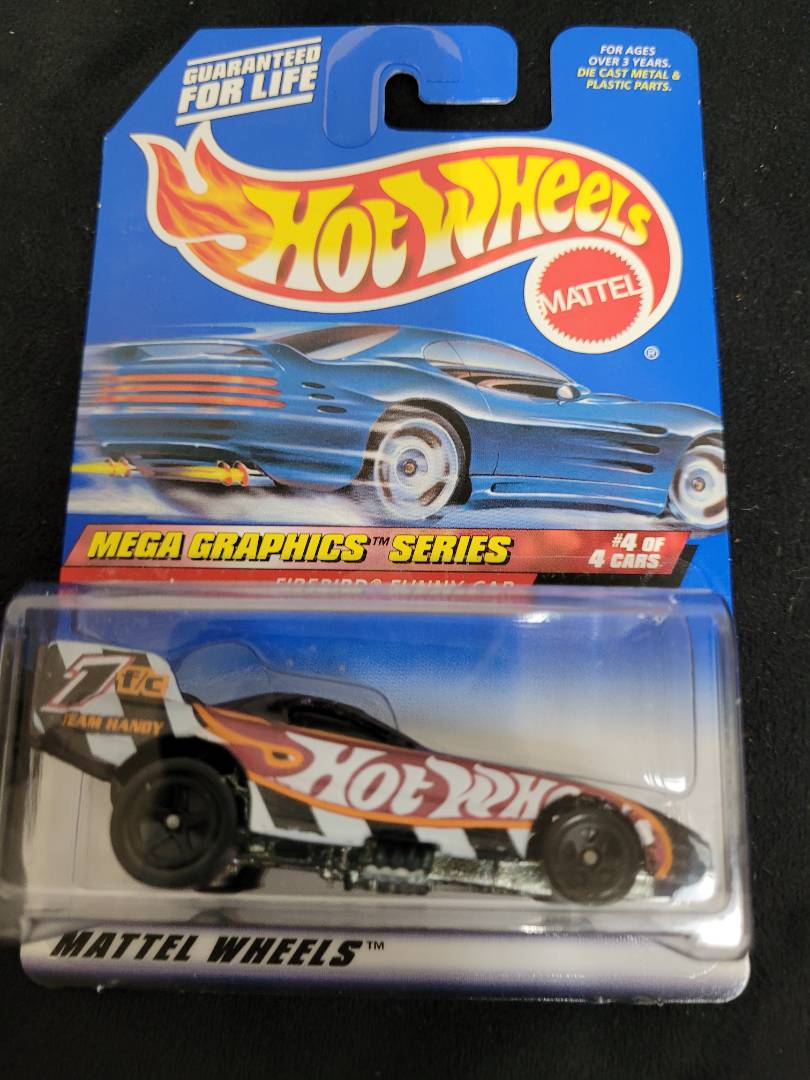 GUARANTEED
FOR LIFE
FOR AGES
OVER 3 YEARS.
DIE CAST METAL &
PLASTIC PARTS.
HOT WHEELS
MATTEL
®
MEGA GRAPHICS™ SERIES
#4 OF
4 CARS
FIREBIRD® FUNNY CAR
1 f/c
TEAM HANDY
HOT WH
MATTEL WHEELS™